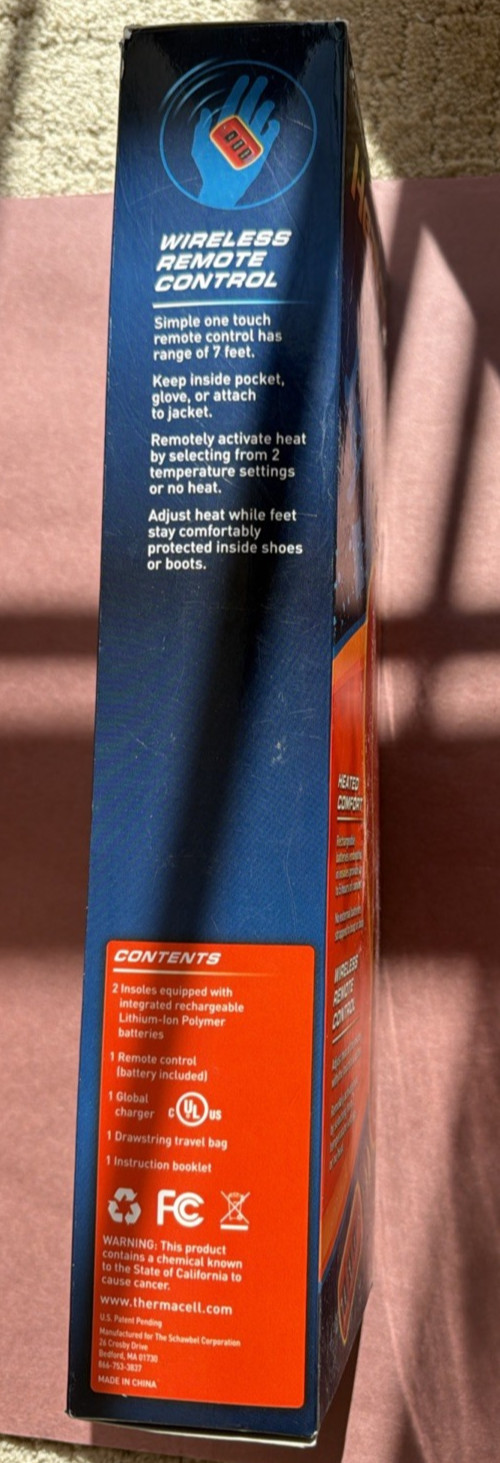 WIRELESS
REMOTE
CONTROL
Simple one touch
remote control has
range of 7 feet.
Keep inside pocket,
glove, or attach
to jacket.
Remotely activate heat
by selecting from 2
temperature settings
or no heat.
Adjust heat while feet
stay comfortably
protected inside shoes
or boots.
CONTENTS
2 Insoles equipped with
integrated rechargeable
Lithium-Ion Polymer
batteries
1 Remote control
(battery included)
1 Global
charger
C UL US
1 Drawstring travel bag
1 Instruction booklet
FC
WARNING: This product
contains a chemical known
to the State of California to
cause cancer.
www.thermacell.com
U.S. Patent Pending
Manufactured for The Schawbel Corporation
26 Crosby Drive
Bedford, MA 01730
866-753-3837
MADE IN CHINA
HEATED
COMFORT
Rechargeable
WIRELESS
REMOTE
CONTROL